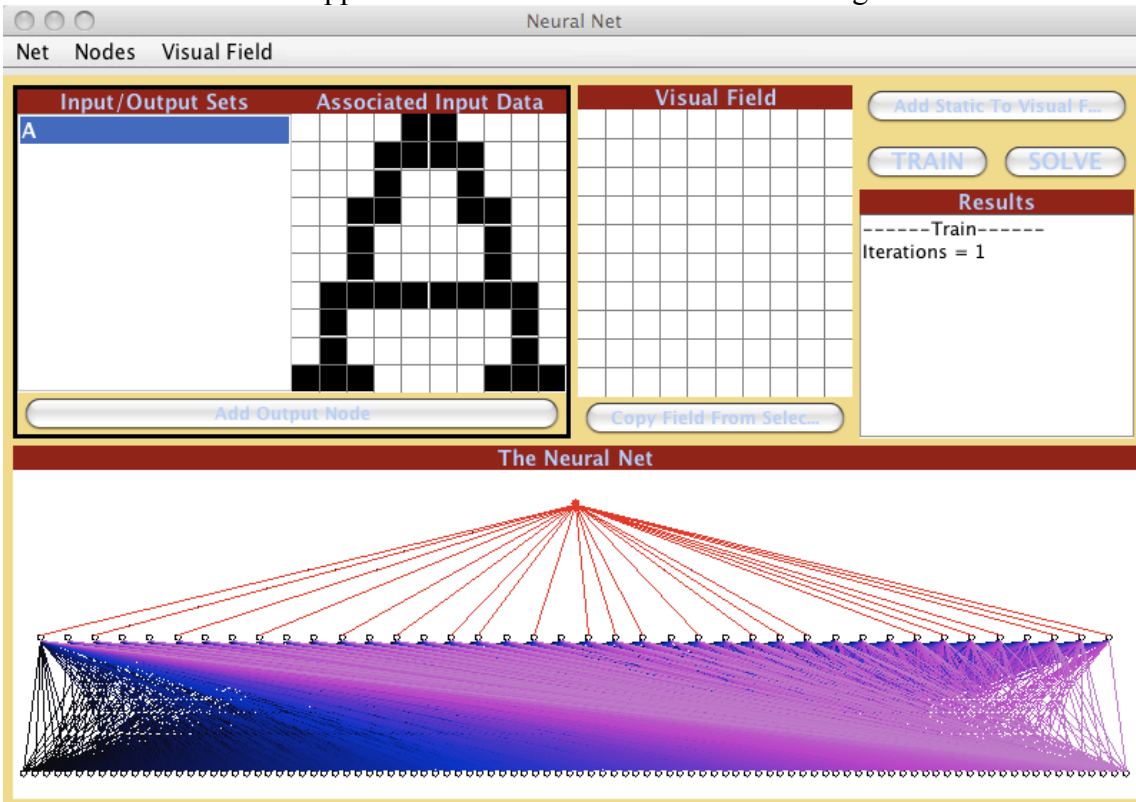 Neural Net
Net Nodes Visual Field
Input/Output Sets
Associated Input Data
A
Add Output Node
Visual Field
Copy Field From Selec...
Add Static To Visual F...
TRAIN SOLVE
Results
------Train------
Iterations = 1
The Neural Net